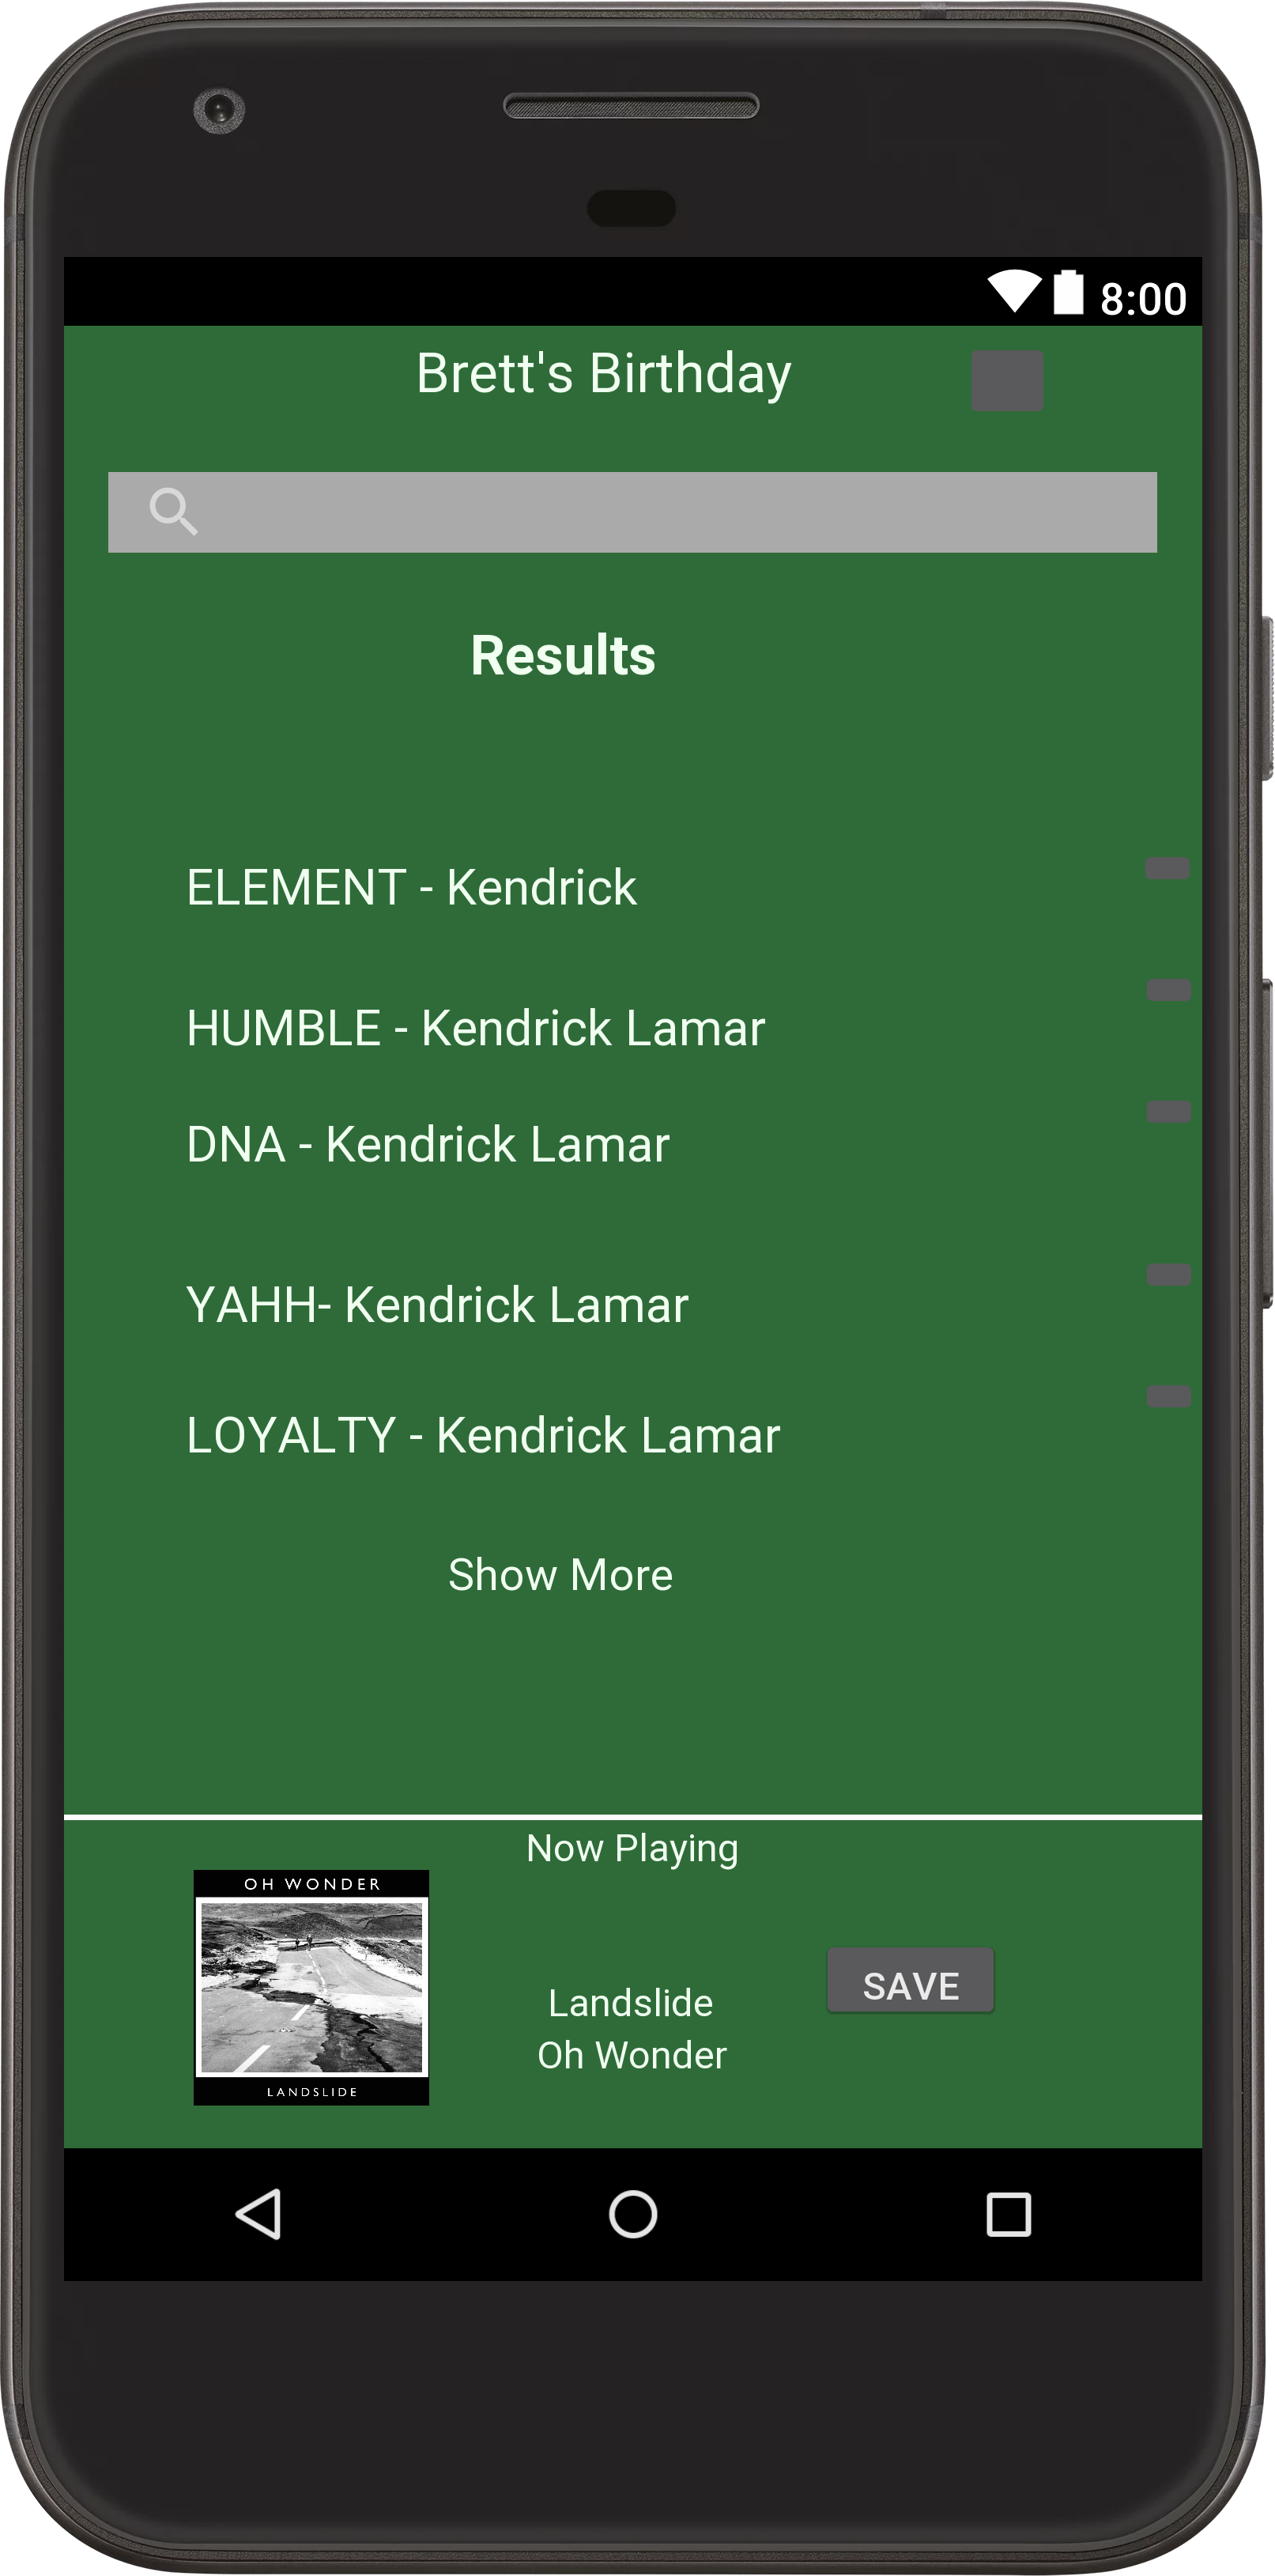 8:00
Brett's Birthday
Results
ELEMENT - Kendrick
HUMBLE - Kendrick Lamar
DNA - Kendrick Lamar
YAHH- Kendrick Lamar
LOYALTY - Kendrick Lamar
Show More
Now Playing
OH WONDER
LANDSLIDE
Landslide
Oh Wonder
SAVE